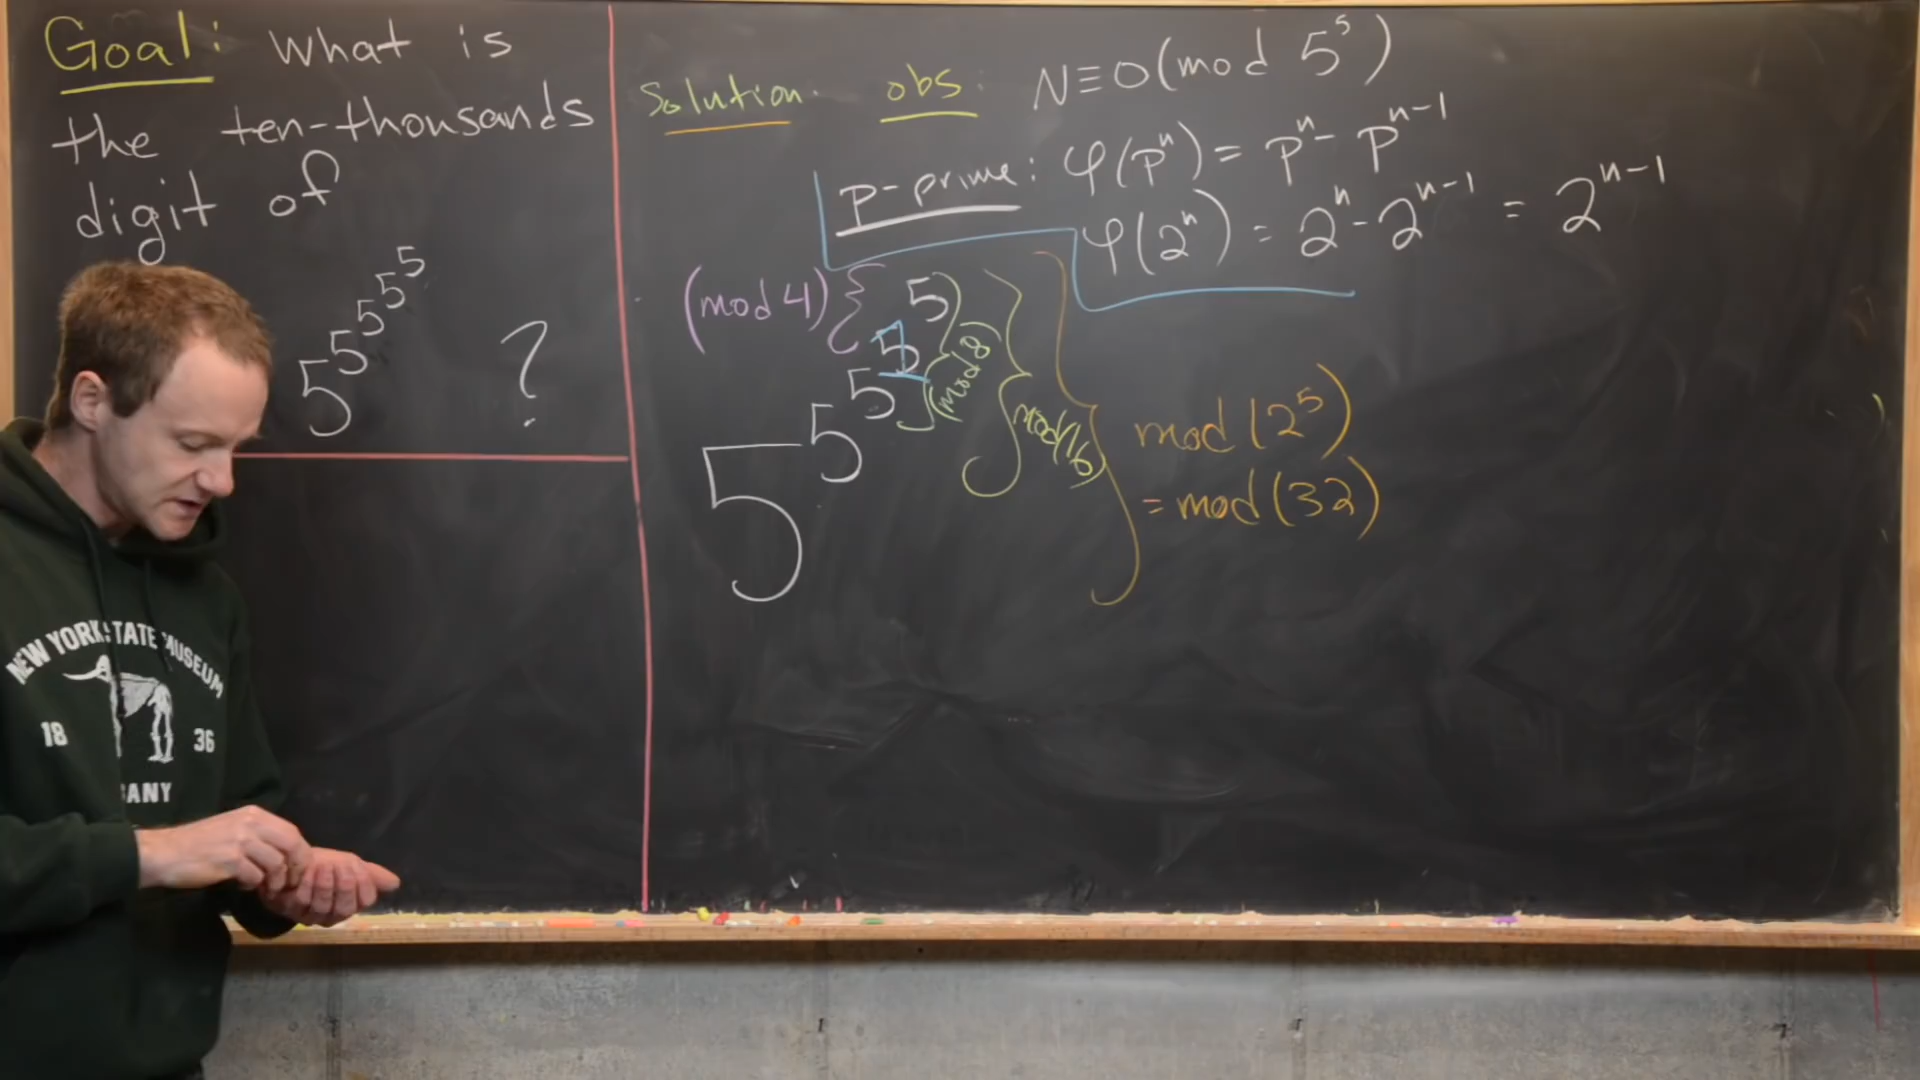 Goal: What is
the ten-thousands
digit of
5^5^5^5^5 ?
Solution. obs: N≡0(mod 5^5)
p-prime: φ(p^n) = p^n - p^{n-1}
φ(2^n) = 2^n - 2^{n-1} = 2^{n-1}
(mod 4) { (mod 8) mod(16)
5^5^5^5^5
mod (2^5)
= mod (32)
NEW YORK STATE MUSEUM
18 36